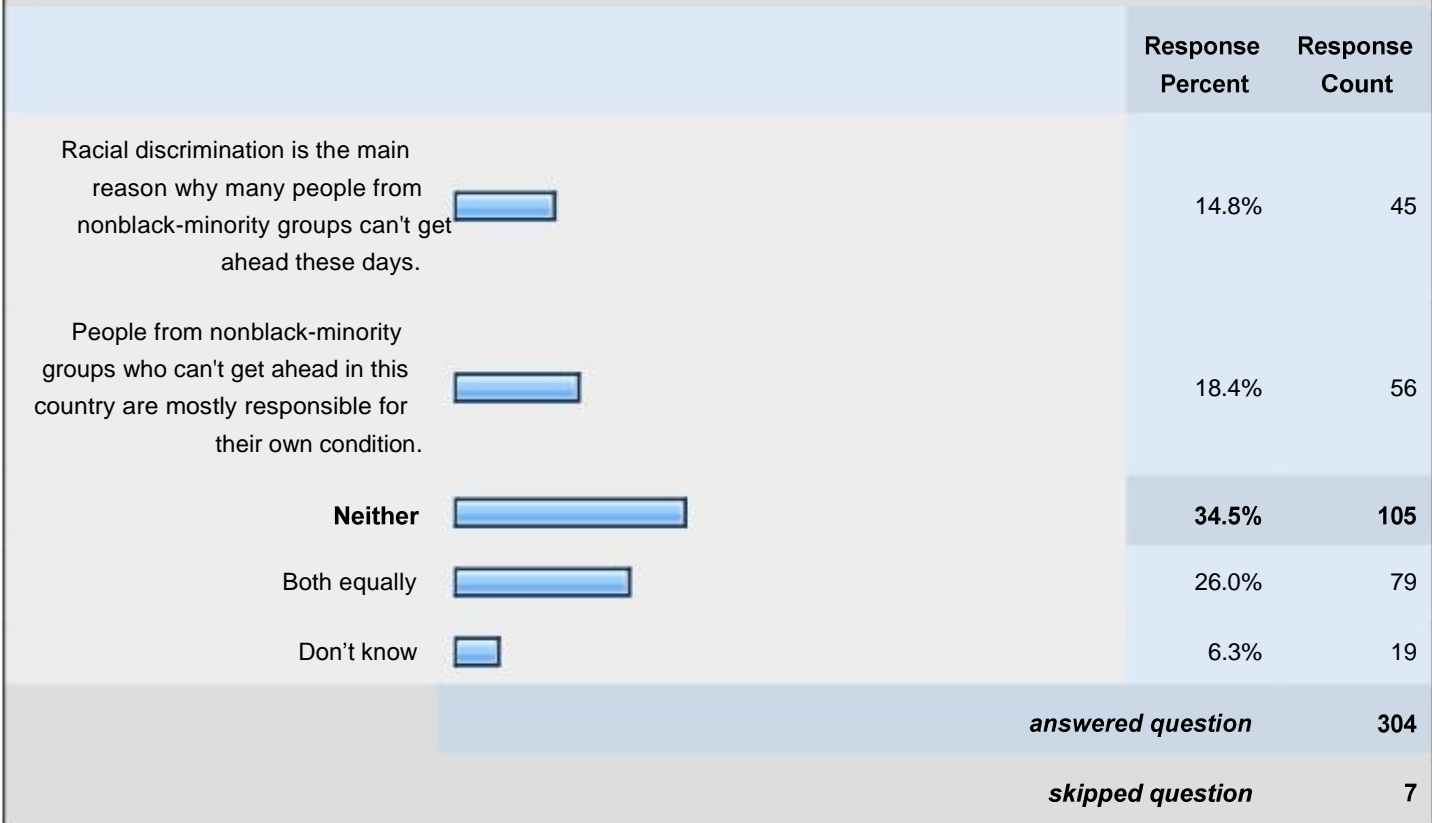 Response Response
Percent Count
Racial discrimination is the main
reason why many people from
nonblack-minority groups can't get
ahead these days.
14.8% 45
People from nonblack-minority
groups who can't get ahead in this
country are mostly responsible for
their own condition.
18.4% 56
Neither 34.5% 105
Both equally 26.0% 79
Don’t know 6.3% 19
answered question 304
skipped question 7